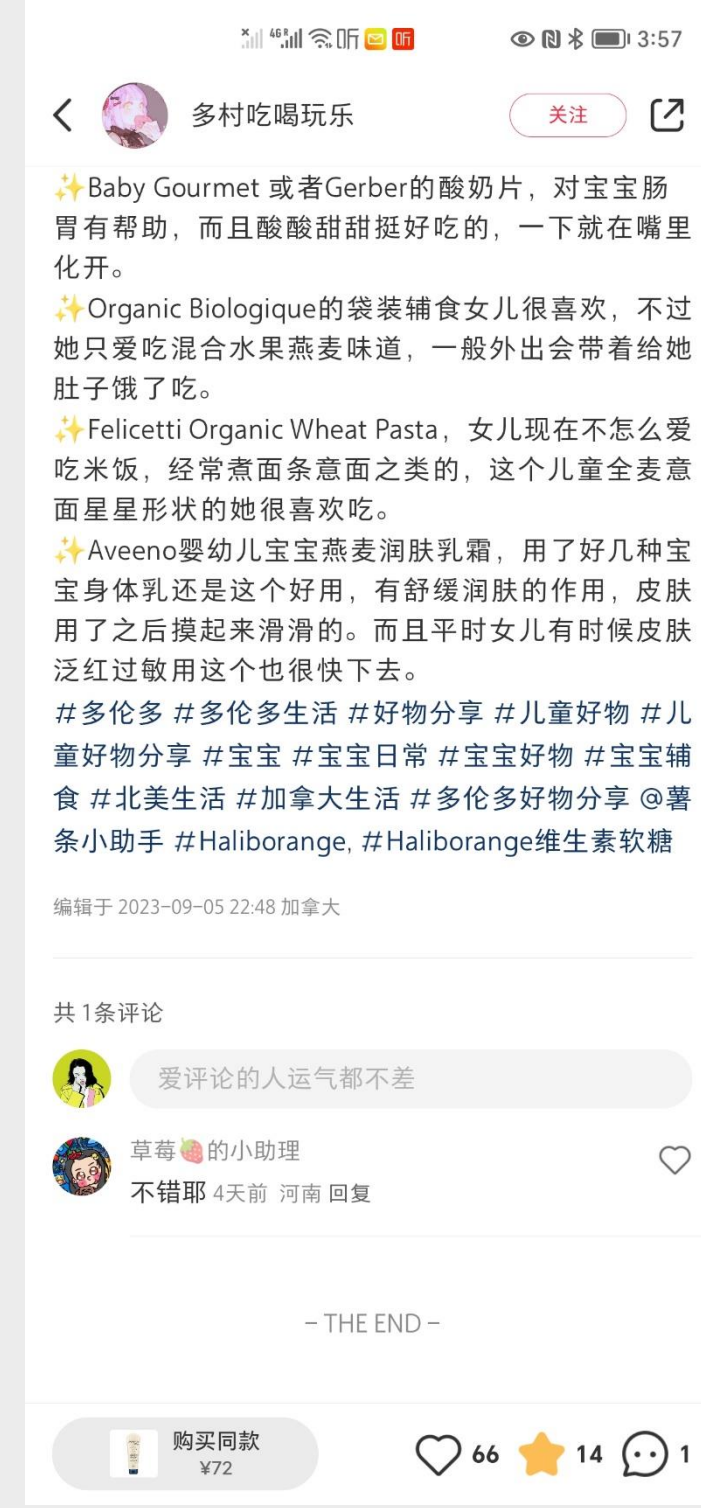 4G R 听 听 3:57
多村吃喝玩乐 关注
✨Baby Gourmet 或者Gerber的酸奶片，对宝宝肠
胃有帮助，而且酸酸甜甜挺好吃的，一下就在嘴里
化开。
✨Organic Biologique的袋装辅食女儿很喜欢，不过
她只爱吃混合水果燕麦味道，一般外出会带着给她
肚子饿了吃。
✨Felicetti Organic Wheat Pasta，女儿现在不怎么爱
吃米饭，经常煮面条意面之类的，这个儿童全麦意
面星星形状的她很喜欢吃。
✨Aveeno婴幼儿宝宝燕麦润肤乳霜，用了好几种宝
宝身体乳还是这个好用，有舒缓润肤的作用，皮肤
用了之后摸起来滑滑的。而且平时女儿有时候皮肤
泛红过敏用这个也很快下去。
#多伦多 #多伦多生活 #好物分享 #儿童好物 #儿
童好物分享 #宝宝 #宝宝日常 #宝宝好物 #宝宝辅
食 #北美生活 #加拿大生活 #多伦多好物分享 @薯
条小助手 #Haliborange, #Haliborange维生素软糖
编辑于 2023-09-05 22:48 加拿大
共 1条评论
爱评论的人运气都不差
草莓🍓的小助理
不错耶 4天前 河南 回复
- THE END -
购买同款
¥72
66 14 1